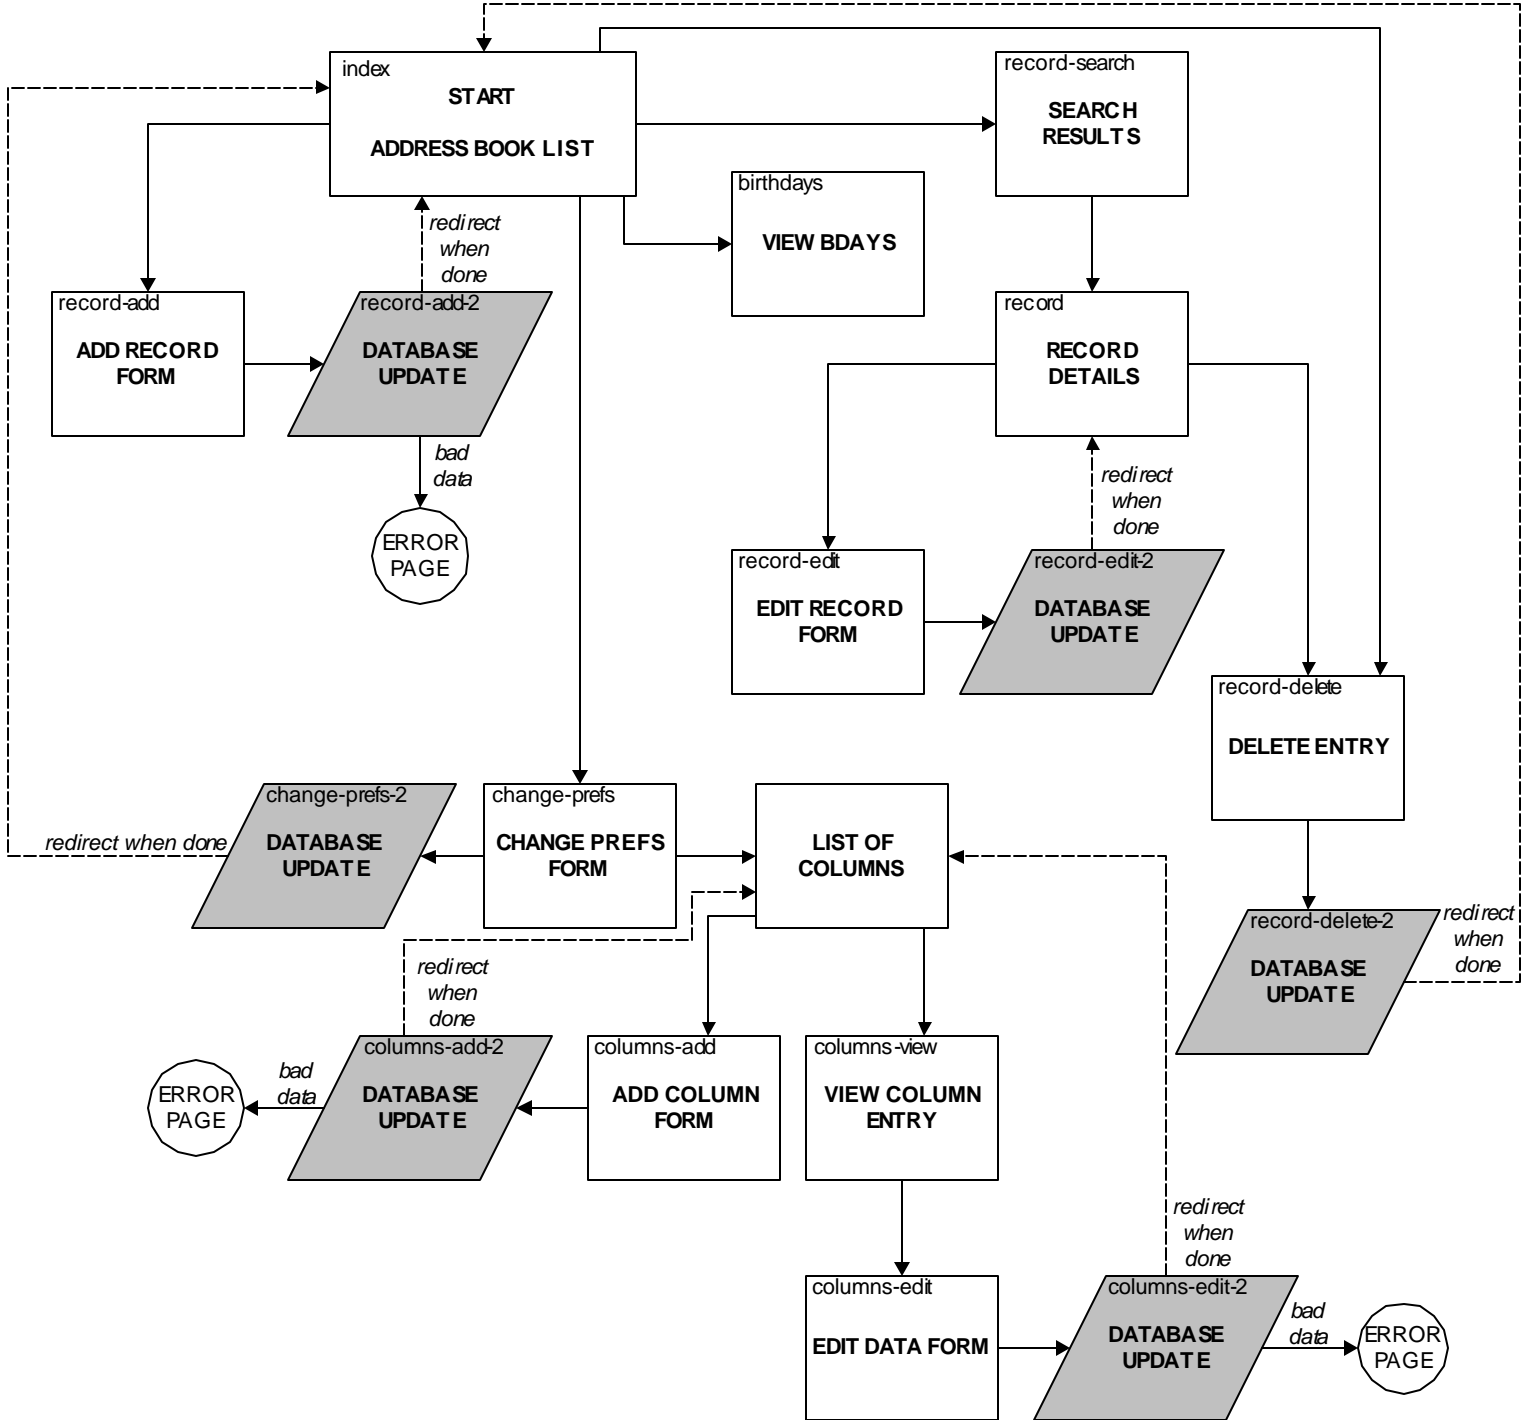 index
START
ADDRESS BOOK LIST
record-search
SEARCH
RESULTS
birthdays
VIEW BDAYS
redirect
when
done
record-add
ADD RECORD
FORM
record-add-2
DATABASE
UPDATE
record
RECORD
DETAILS
bad
data
ERROR
PAGE
redirect
when
done
record-edit
EDIT RECORD
FORM
record-edit-2
DATABASE
UPDATE
record-delete
DELETE ENTRY
change-prefs-2
DATABASE
UPDATE
redirect when done
change-prefs
CHANGE PREFS
FORM
LIST OF
COLUMNS
record-delete-2
DATABASE
UPDATE
redirect
when
done
redirect
when
done
columns-add-2
DATABASE
UPDATE
bad
data
ERROR
PAGE
columns-add
ADD COLUMN
FORM
columns-view
VIEW COLUMN
ENTRY
redirect
when
done
columns-edit
EDIT DATA FORM
columns-edit-2
DATABASE
UPDATE
bad
data
ERROR
PAGE